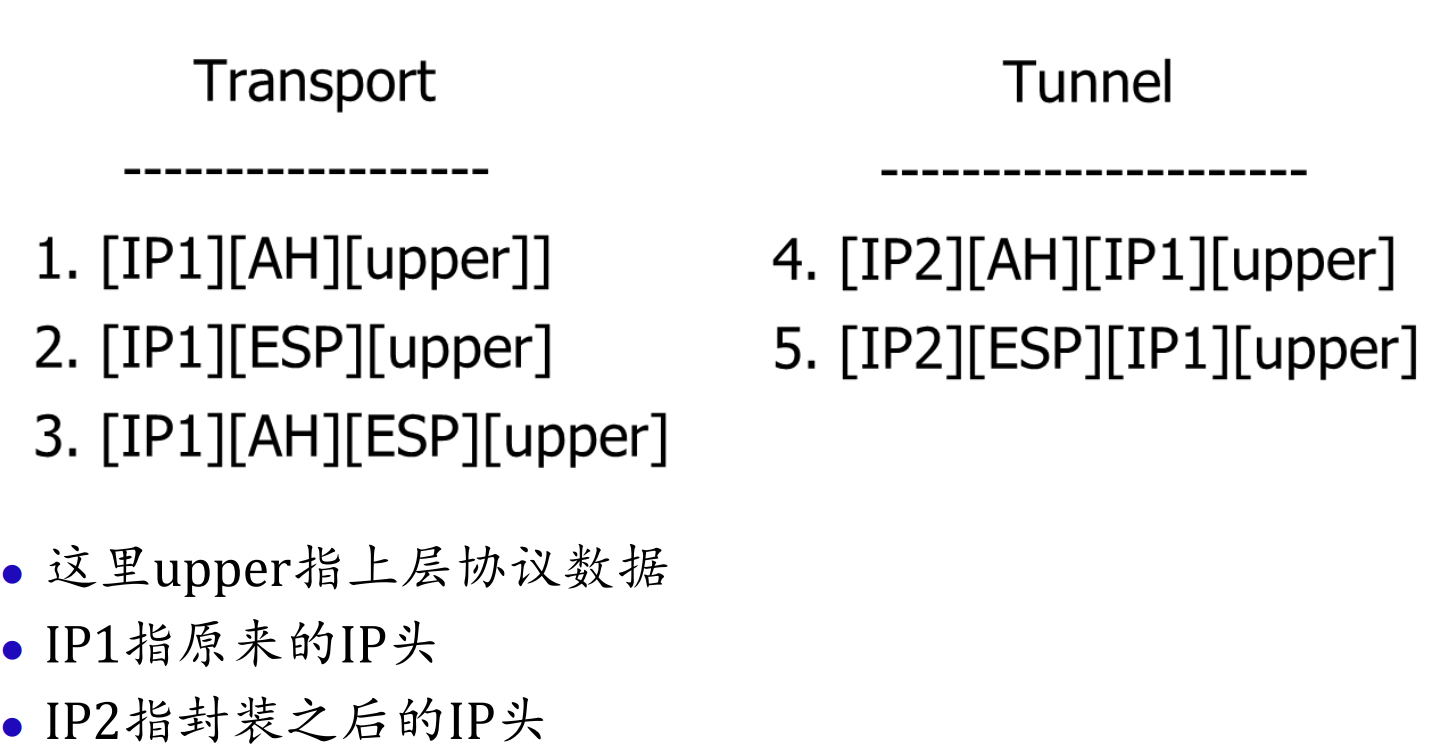 Transport
------------------
1. [IP1][AH][upper]]
2. [IP1][ESP][upper]
3. [IP1][AH][ESP][upper]
Tunnel
---------------------
4. [IP2][AH][IP1][upper]
5. [IP2][ESP][IP1][upper]
• 这里upper指上层协议数据
• IP1指原来的IP头
• IP2指封装之后的IP头